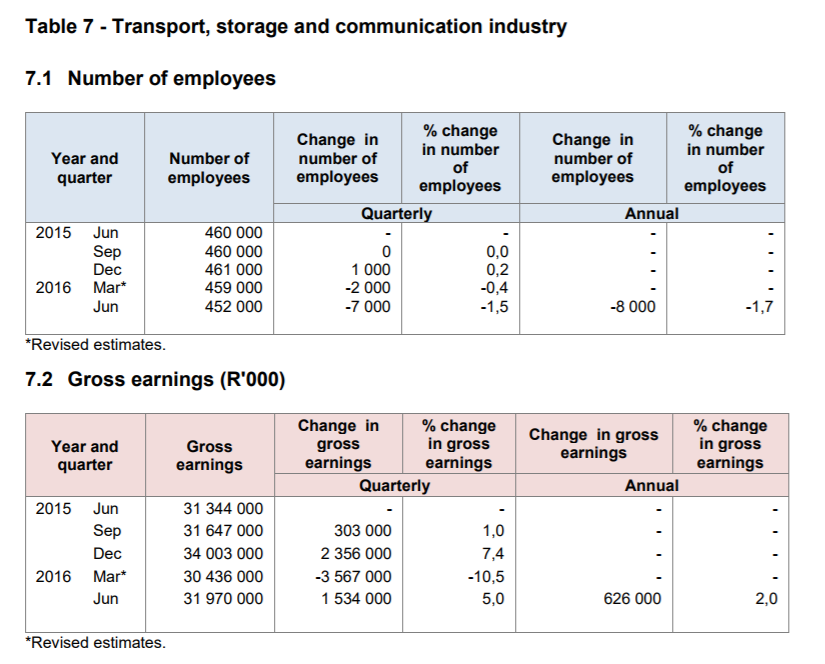 Table 7 - Transport, storage and communication industry
7.1 Number of employees
Year and quarter | Number of employees | Change in number of employees | % change in number of employees | Change in number of employees | % change in number of employees
Quarterly | Annual
2015 Jun 460 000 - - - -
Sep 460 000 0 0,0 - -
Dec 461 000 1 000 0,2 - -
2016 Mar* 459 000 -2 000 -0,4 - -
Jun 452 000 -7 000 -1,5 -8 000 -1,7
*Revised estimates.
7.2 Gross earnings (R'000)
Year and quarter | Gross earnings | Change in gross earnings | % change in gross earnings | Change in gross earnings | % change in gross earnings
Quarterly | Annual
2015 Jun 31 344 000 - - - -
Sep 31 647 000 303 000 1,0 - -
Dec 34 003 000 2 356 000 7,4 - -
2016 Mar* 30 436 000 -3 567 000 -10,5 - -
Jun 31 970 000 1 534 000 5,0 626 000 2,0
*Revised estimates.